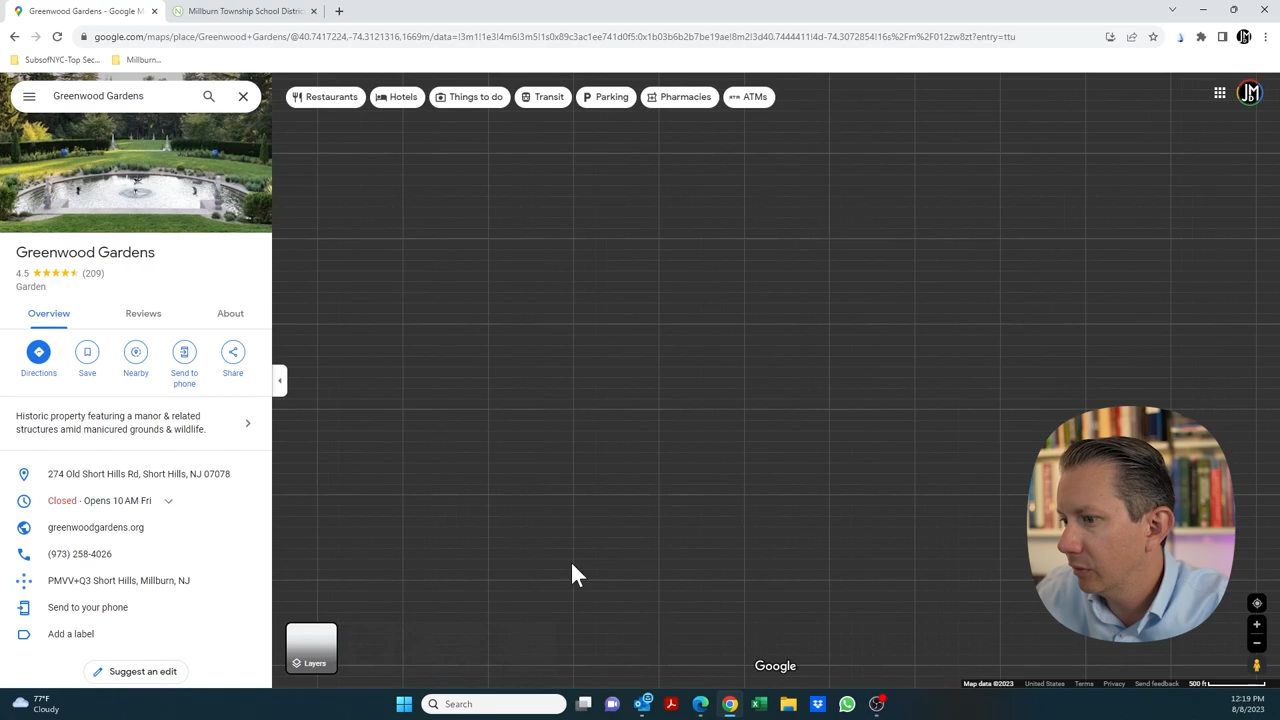 Greenwood Gardens - Google M
Millburn Township School Distric
google.com/maps/place/Greenwood+Gardens/@40.7417224,-74.3121316,1669m/data=!3m1!1e3!4m6!3m5!1s0x89c3ac1ee741d0f5:0x1b03b6b2b7be19ae!8m2!3d40.7444411!4d-74.3072854!16s%2Fm%2F012zw8zt?entry=ttu
SubsofNYC-Top Sec...
Millburn...
Greenwood Gardens
Restaurants
Hotels
Things to do
Transit
Parking
Pharmacies
ATMs
Greenwood Gardens
4.5 (209)
Garden
Overview
Reviews
About
Directions
Save
Nearby
Send to
phone
Share
Historic property featuring a manor & related
structures amid manicured grounds & wildlife.
274 Old Short Hills Rd, Short Hills, NJ 07078
Closed · Opens 10 AM Fri
greenwoodgardens.org
(973) 258-4026
PMVV+Q3 Short Hills, Millburn, NJ
Send to your phone
Add a label
Suggest an edit
Layers
Google
Map data ©2023 United States Terms Privacy Send feedback 500 ft
77°F
Cloudy
Search
12:19 PM
8/8/2023